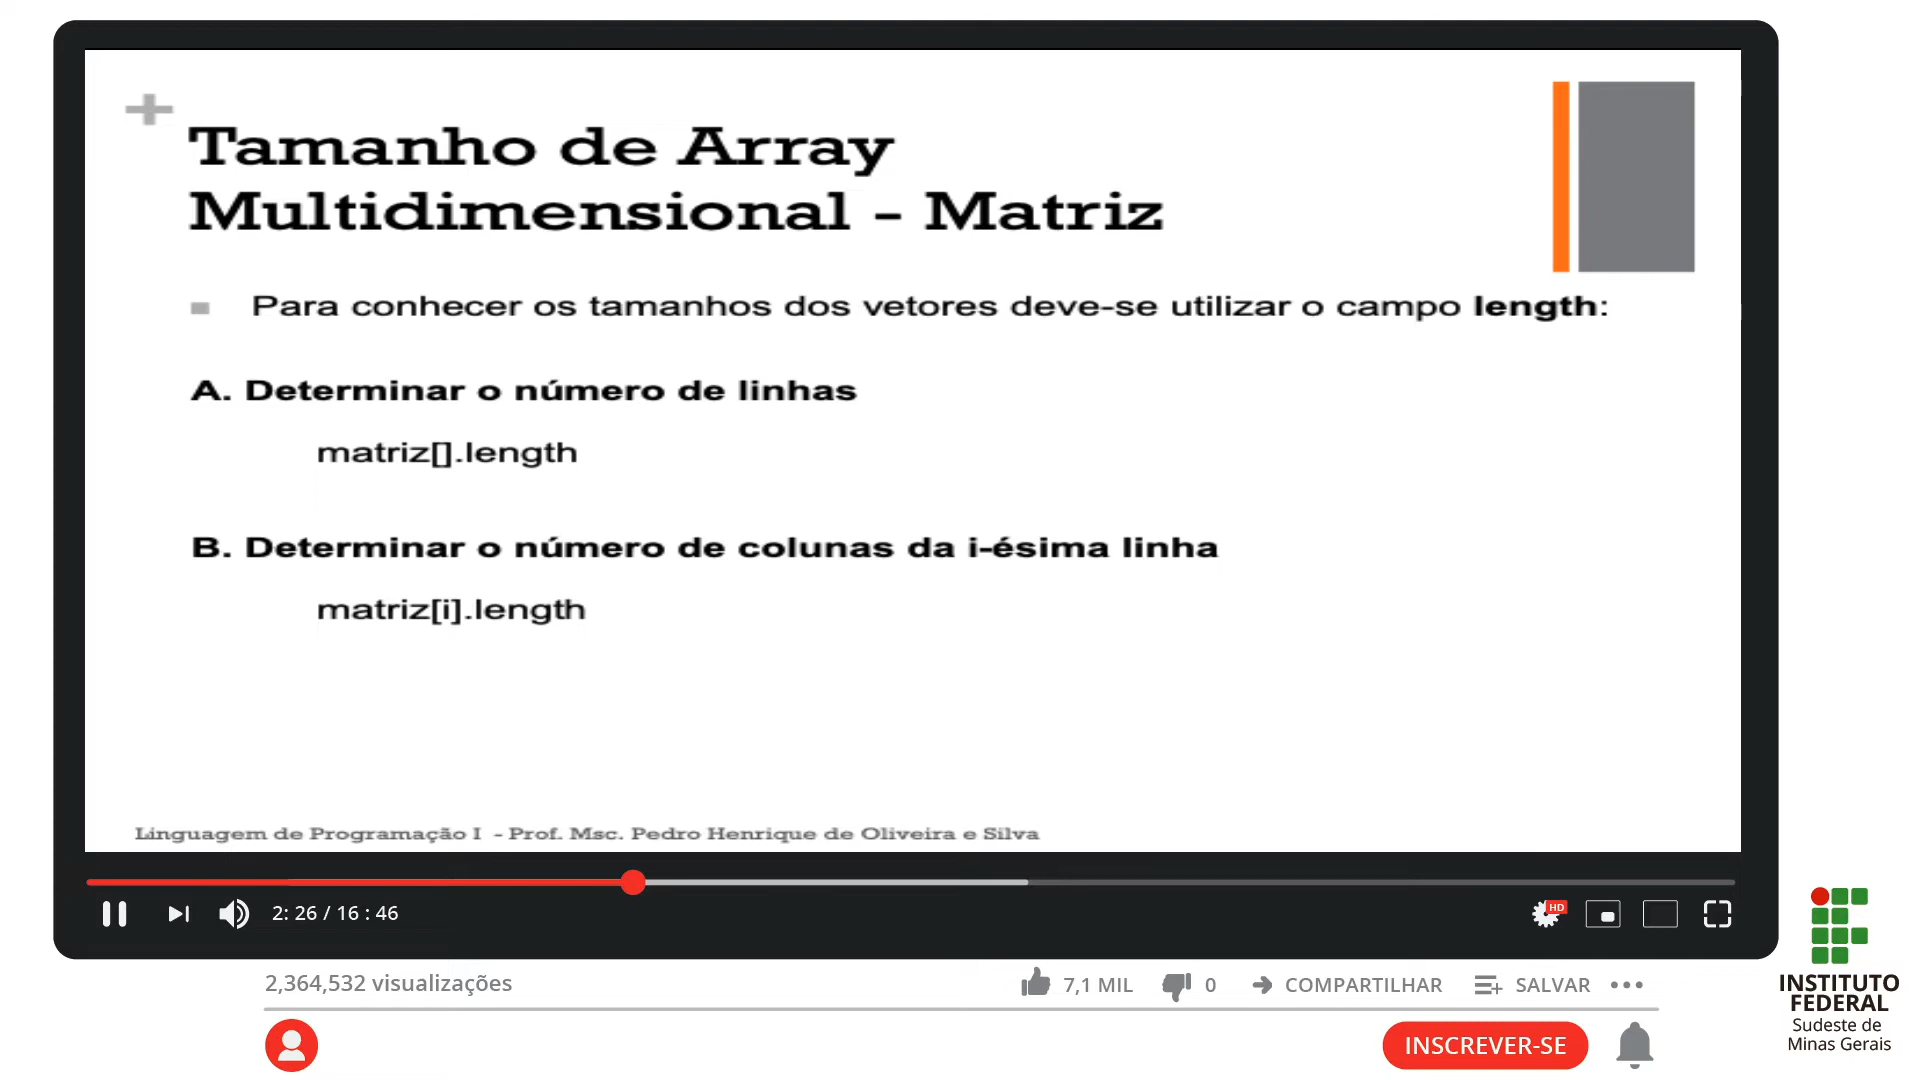 Tamanho de Array
Multidimensional - Matriz
Para conhecer os tamanhos dos vetores deve-se utilizar o campo length:
A. Determinar o número de linhas
matriz[].length
B. Determinar o número de colunas da i-ésima linha
matriz[i].length
Linguagem de Programação I - Prof. Msc. Pedro Henrique de Oliveira e Silva
2: 26 / 16 : 46
HD
2,364,532 visualizações
7,1 MIL
0
COMPARTILHAR
SALVAR
INSCREVER-SE
INSTITUTO
FEDERAL
Sudeste de
Minas Gerais